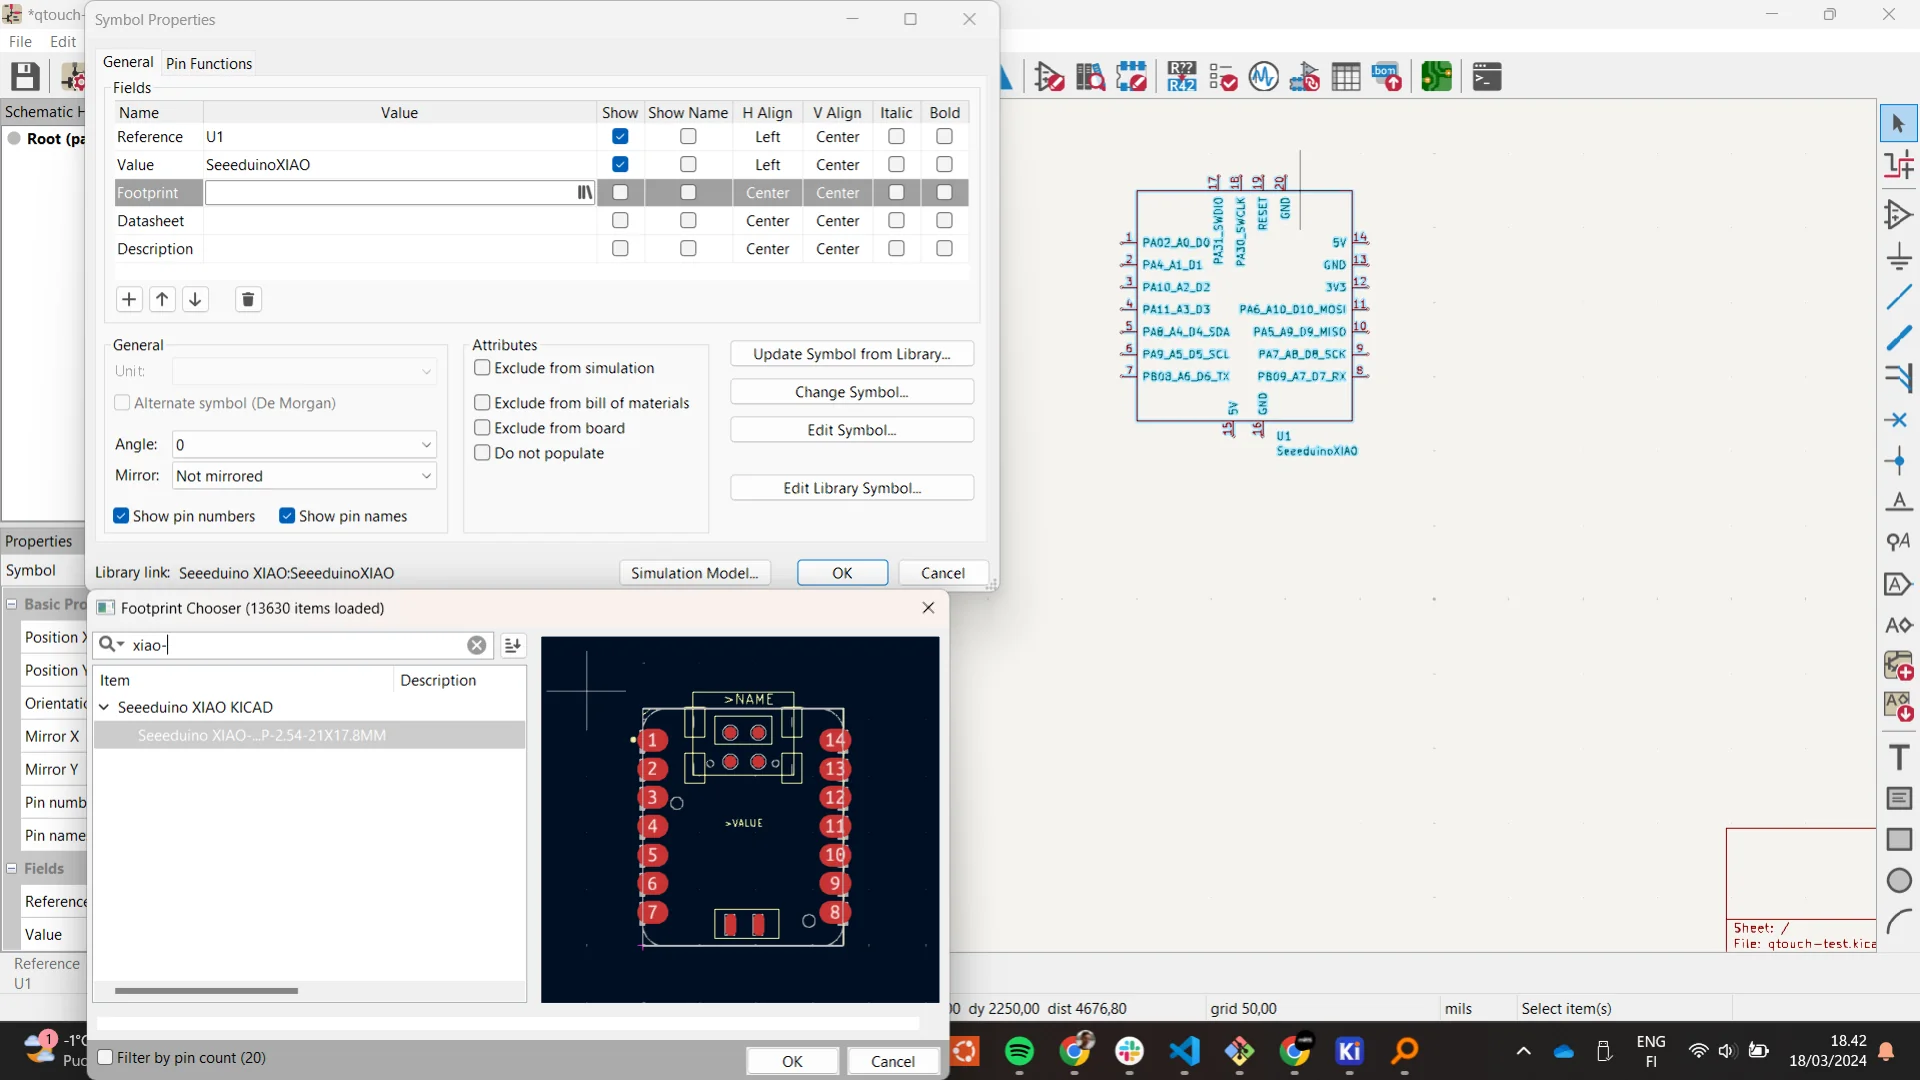 *qtouch-
Symbol Properties
File Edit
General Pin Functions
Fields
Name Value Show Show Name H Align V Align Italic Bold
Reference U1 Left Center
Value SeeeduinoXIAO Left Center
Footprint Center Center
Datasheet Center Center
Description Center Center
Schematic H
Root (pa
General
Unit:
Alternate symbol (De Morgan)
Angle: 0
Mirror: Not mirrored
Show pin numbers Show pin names
Attributes
Exclude from simulation
Exclude from bill of materials
Exclude from board
Do not populate
Update Symbol from Library...
Change Symbol...
Edit Symbol...
Edit Library Symbol...
Library link: Seeeduino XIAO:SeeeduinoXIAO
Simulation Model... OK Cancel
R??
R42
bom
17 18 19 20
PA31_SWDIO
PA30_SWCLK
RESET
GND
1 PA02_A0_D0 5V 14
2 PA4_A1_D1 GND 13
3 PA10_A2_D2 3V3 12
4 PA11_A3_D3 PA6_A10_D10_MOSI 11
5 PA8_A4_D4_SDA PA5_A9_D9_MISO 10
6 PA9_A5_D5_SCL PA7_A8_D8_SCK 9
7 PB08_A6_D6_TX PB09_A7_D7_RX 8
5V GND
15 16
U1
SeeeduinoXIAO
Properties
Symbol
Basic Pro
Position X
Position Y
Orientatio
Mirror X
Mirror Y
Pin numb
Pin name
Fields
Reference
Value
Reference
U1
Footprint Chooser (13630 items loaded)
xiao-
Item Description
Seeeduino XIAO KICAD
Seeeduino XIAO-...P-2.54-21X17.8MM
>NAME
1 14
2 13
3 12
4 11
>VALUE
5 10
6 9
7 8
Filter by pin count (20)
OK Cancel
Sheet: /
File: qtouch-test.kica
00 dy 2250,00 dist 4676,80 grid 50,00 mils Select item(s)
1
-1°C
Ki
ENG
FI
18.42
18/03/2024